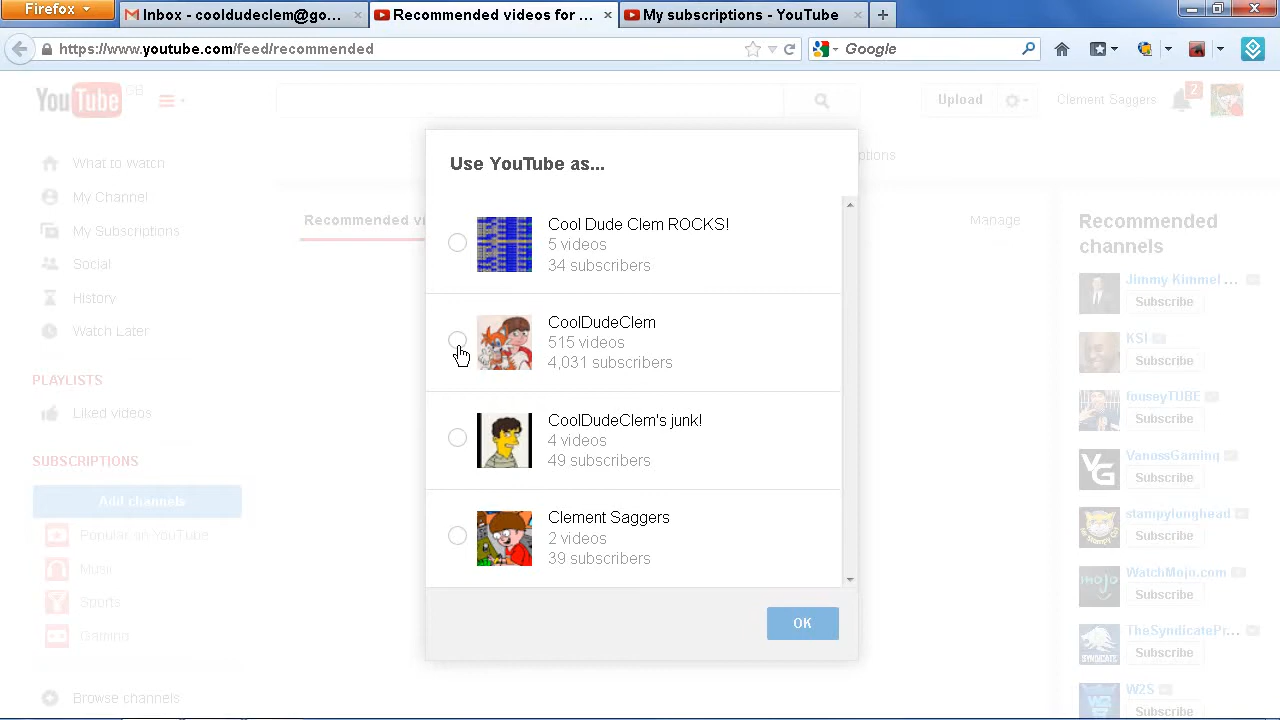 Firefox
Inbox - cooldudeclem@go...
Recommended videos for ...
My subscriptions - YouTube
https://www.youtube.com/feed/recommended
Google
YouTube GB
Upload
Clement Saggers
2
What to watch
My Channel
My Subscriptions
Social
History
Watch Later
PLAYLISTS
Liked videos
SUBSCRIPTIONS
Add channels
Popular on YouTube
Music
Sports
Gaming
Browse channels
Recommended vi
ptions
Manage
Use YouTube as...
Cool Dude Clem ROCKS!
5 videos
34 subscribers
CoolDudeClem
515 videos
4,031 subscribers
CoolDudeClem's junk!
4 videos
49 subscribers
Clement Saggers
2 videos
39 subscribers
OK
Recommended
channels
Jimmy Kimmel ...
Subscribe
KSI
Subscribe
fouseyTUBE
Subscribe
VanossGaming
VG
Subscribe
stampylonghead
Subscribe
WatchMojo.com
mojo
Subscribe
TheSyndicatePr...
SYNDICATE
Subscribe
W2S
Subscribe